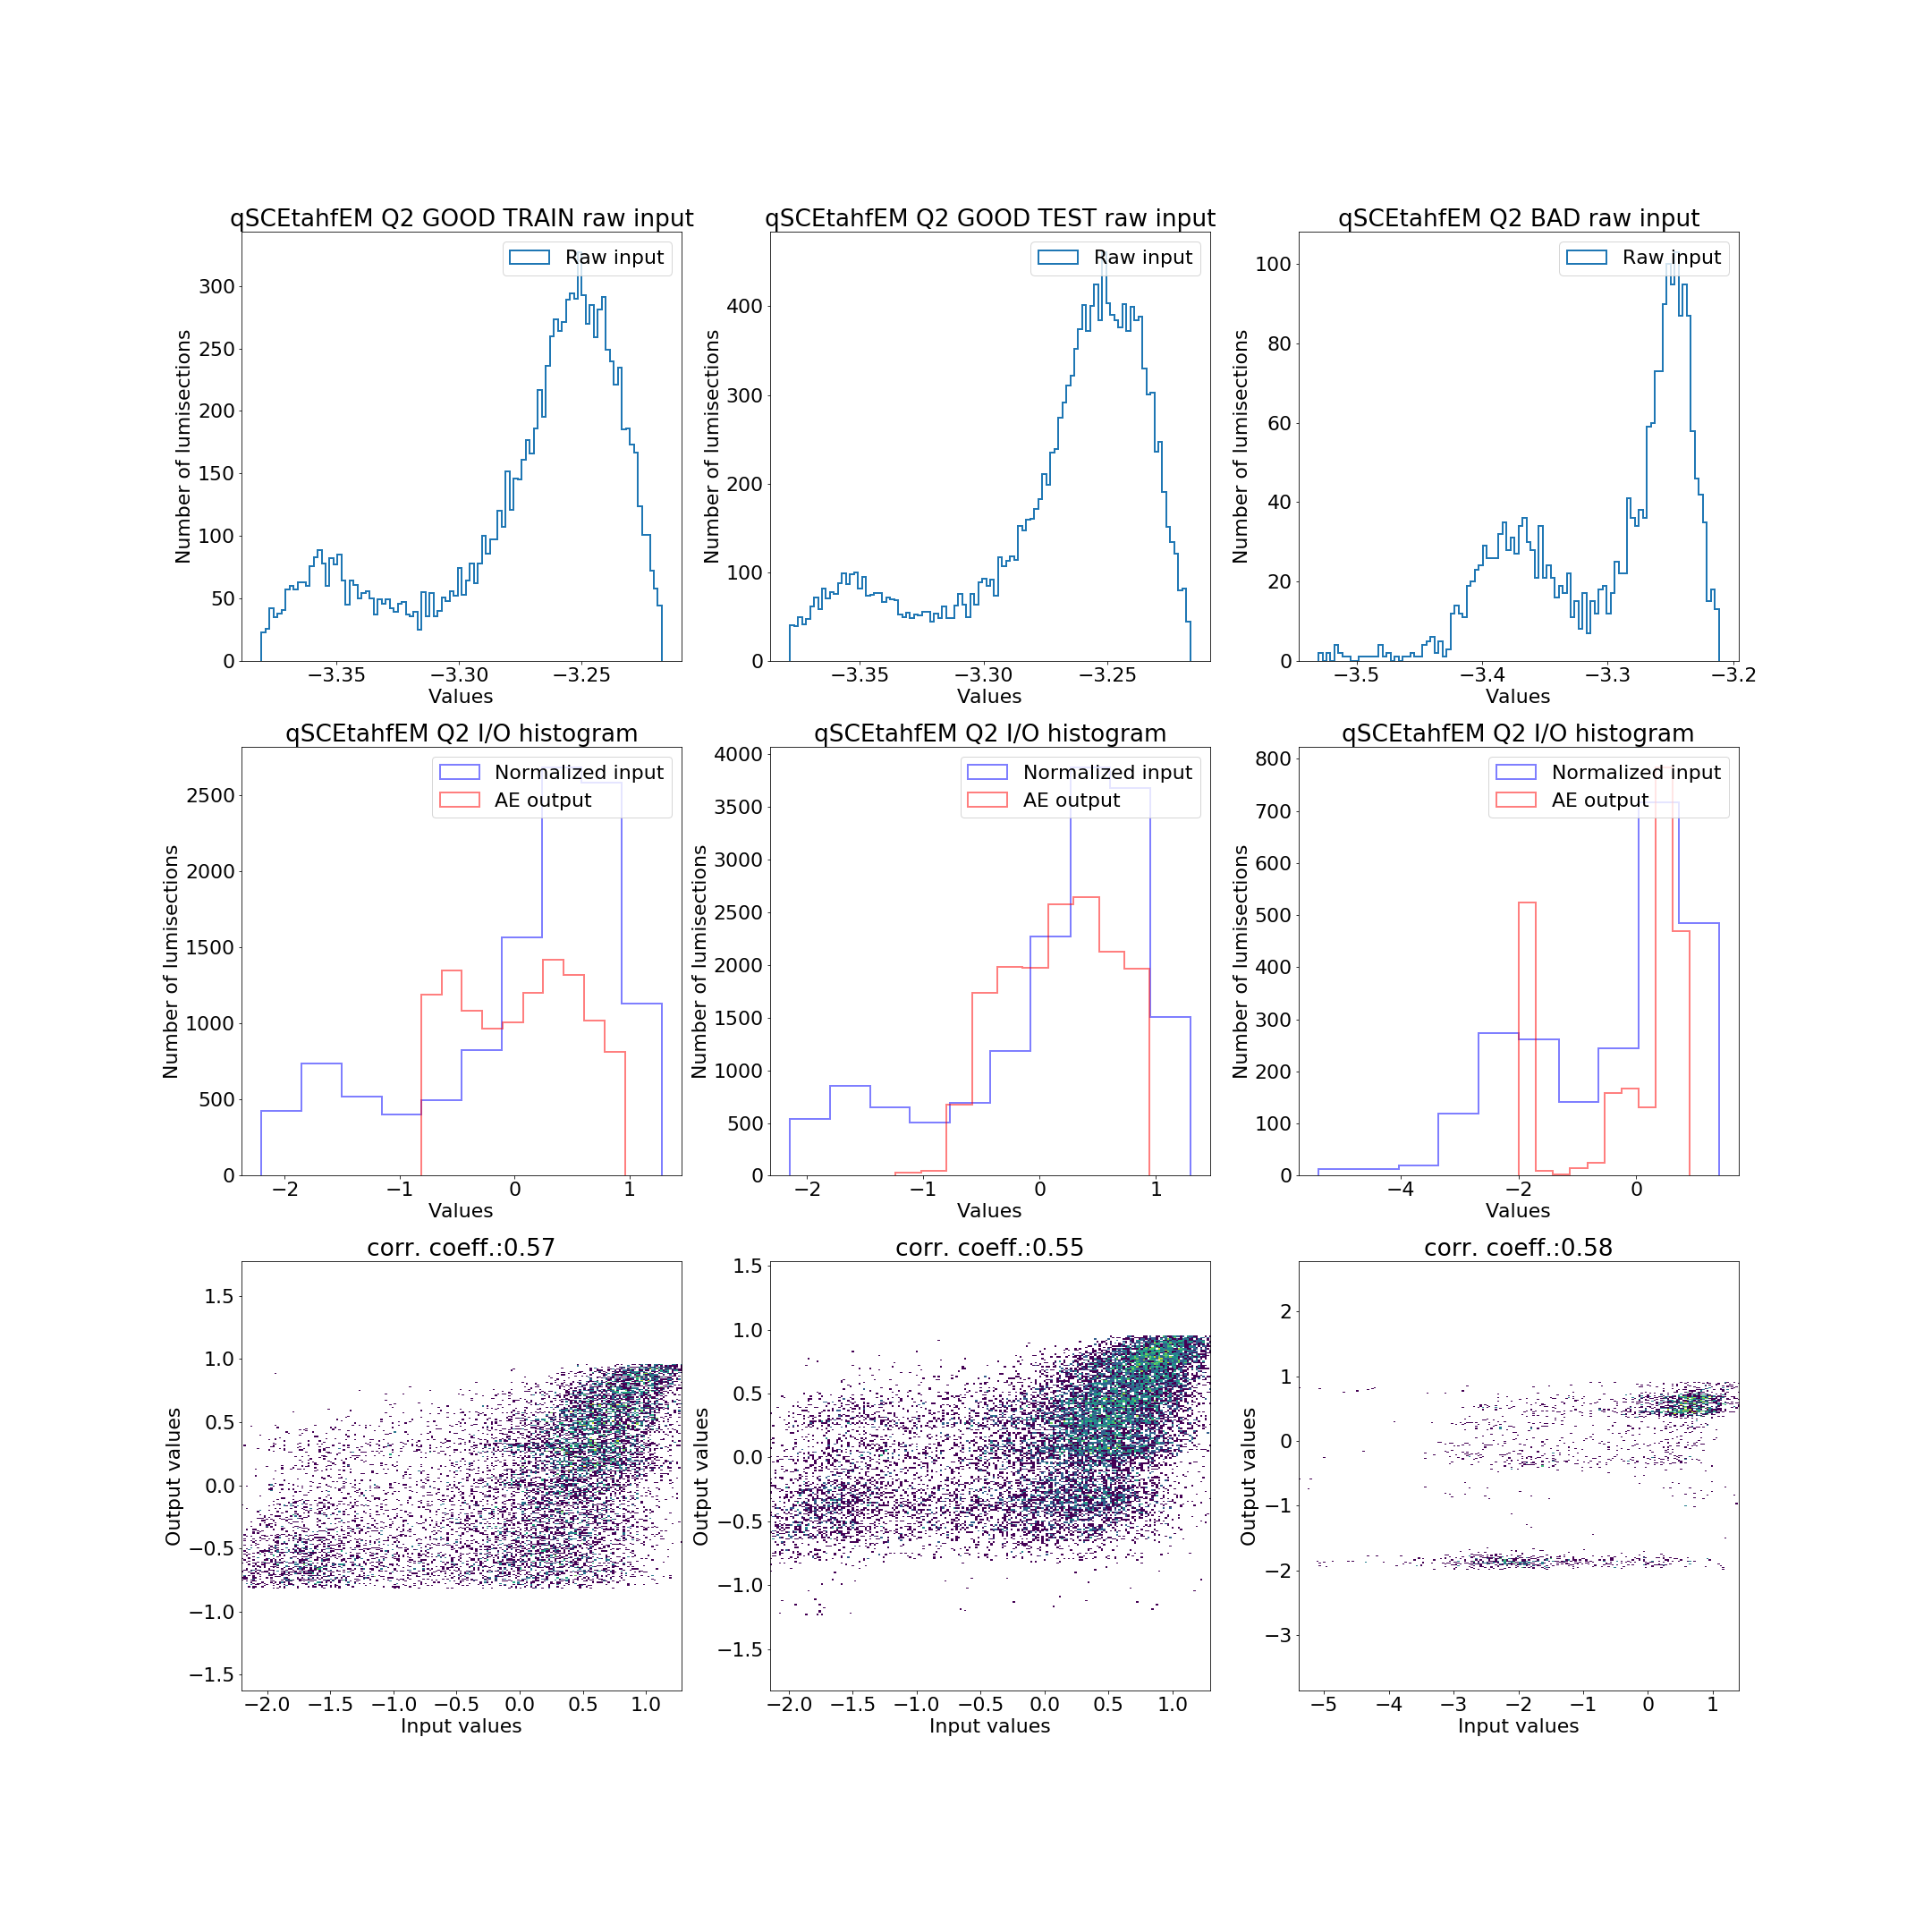 qSCEtahfEM Q2 GOOD TRAIN raw input
Raw input
Number of lumisections
300
250
200
150
100
50
0
−3.35 −3.30 −3.25
Values
qSCEtahfEM Q2 GOOD TEST raw input
Raw input
Number of lumisections
400
300
200
100
0
−3.35 −3.30 −3.25
Values
qSCEtahfEM Q2 BAD raw input
Raw input
Number of lumisections
100
80
60
40
20
0
−3.5 −3.4 −3.3 −3.2
Values
qSCEtahfEM Q2 I/O histogram
Normalized input
AE output
Number of lumisections
2500
2000
1500
1000
500
0
−2 −1 0 1
Values
qSCEtahfEM Q2 I/O histogram
Normalized input
AE output
Number of lumisections
4000
3500
3000
2500
2000
1500
1000
500
0
−2 −1 0 1
Values
qSCEtahfEM Q2 I/O histogram
Normalized input
AE output
Number of lumisections
800
700
600
500
400
300
200
100
0
−4 −2 0
Values
corr. coeff.:0.57
Output values
1.5
1.0
0.5
0.0
−0.5
−1.0
−1.5
−2.0 −1.5 −1.0 −0.5 0.0 0.5 1.0
Input values
corr. coeff.:0.55
Output values
1.5
1.0
0.5
0.0
−0.5
−1.0
−1.5
−2.0 −1.5 −1.0 −0.5 0.0 0.5 1.0
Input values
corr. coeff.:0.58
Output values
2
1
0
−1
−2
−3
−5 −4 −3 −2 −1 0 1
Input values